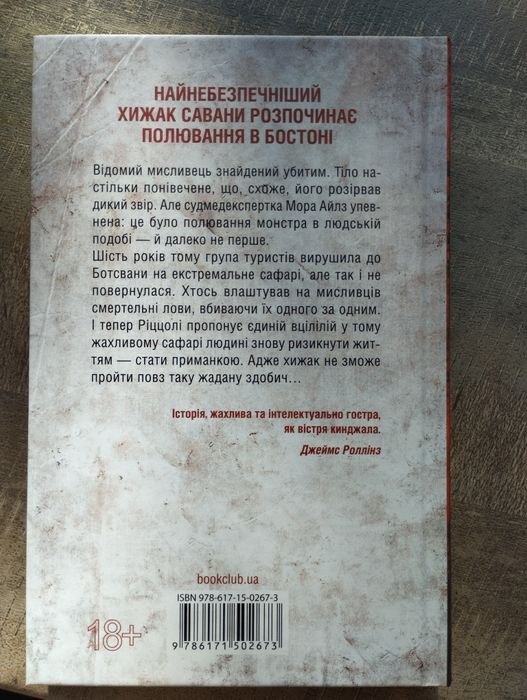 НАЙНЕБЕЗПЕЧНІШИЙ
ХИЖАК САВАНИ РОЗПОЧИНАЄ
ПОЛЮВАННЯ В БОСТОНІ
Відомий мисливець знайдений убитим. Тіло на-
стільки понівечене, що, схоже, його розірвав
дикий звір. Але судмедекспертка Мора Айлз упев-
нена: це було полювання монстра в людській
подобі — й далеко не перше.
Шість років тому група туристів вирушила до
Ботсвани на екстремальне сафарі, але так і не
повернулася. Хтось влаштував на мисливців
смертельні лови, вбиваючи їх одного за одним.
І тепер Ріццолі пропонує єдиній вцілілій у тому
жахливому сафарі людині знову ризикнути жит-
тям — стати приманкою. Адже хижак не зможе
пройти повз таку жадану здобич...
Історія, жахлива та інтелектуально гостра,
як вістря кинджала.
Джеймс Роллінз
bookclub.ua
ISBN 978-617-15-0267-3
18+
9 786171 502673